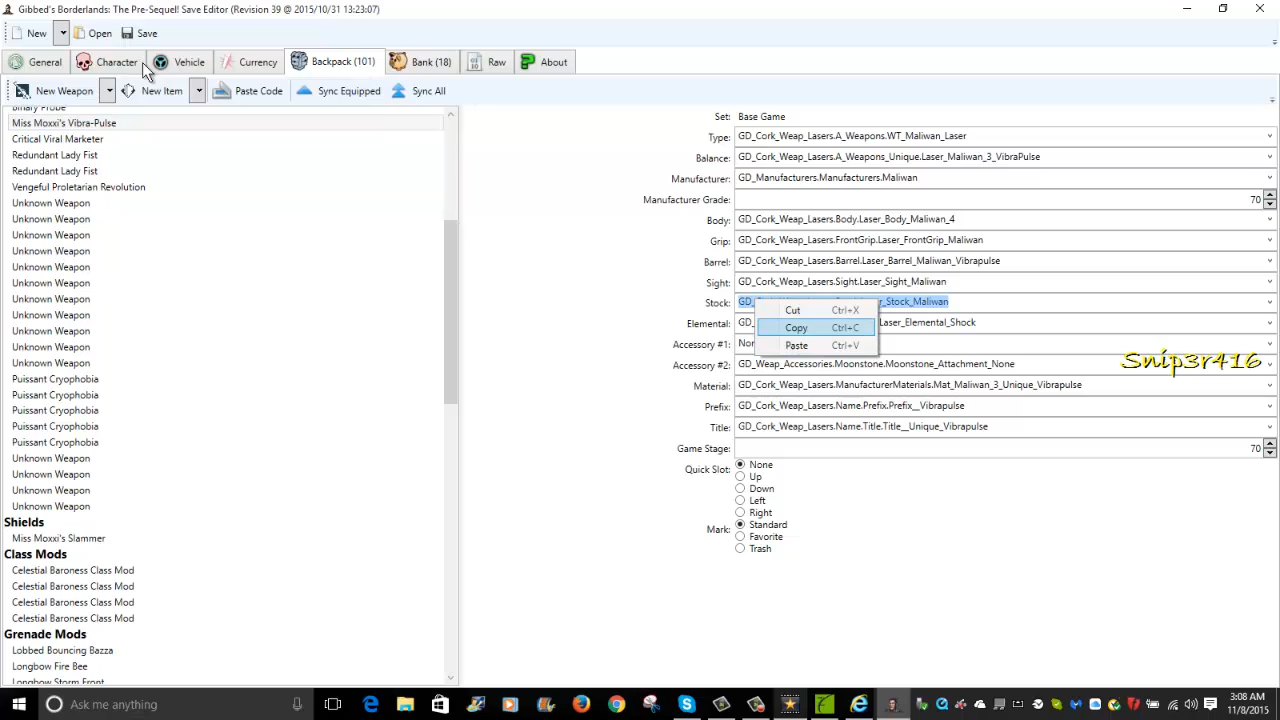 Gibbed's Borderlands: The Pre-Sequel! Save Editor (Revision 39 @ 2015/10/31 13:23:07)
New Open Save
General Character Vehicle Currency Backpack (101) Bank (18) Raw About
New Weapon New Item Paste Code Sync Equipped Sync All
Binary Probe
Miss Moxxi's Vibra-Pulse
Critical Viral Marketer
Redundant Lady Fist
Redundant Lady Fist
Vengeful Proletarian Revolution
Unknown Weapon
Unknown Weapon
Unknown Weapon
Unknown Weapon
Unknown Weapon
Unknown Weapon
Unknown Weapon
Unknown Weapon
Unknown Weapon
Unknown Weapon
Unknown Weapon
Puissant Cryophobia
Puissant Cryophobia
Puissant Cryophobia
Puissant Cryophobia
Puissant Cryophobia
Unknown Weapon
Unknown Weapon
Unknown Weapon
Unknown Weapon
Shields
Miss Moxxi's Slammer
Class Mods
Celestial Baroness Class Mod
Celestial Baroness Class Mod
Celestial Baroness Class Mod
Celestial Baroness Class Mod
Grenade Mods
Lobbed Bouncing Bazza
Longbow Fire Bee
Longbow Storm Front
Set: Base Game
Type: GD_Cork_Weap_Lasers.A_Weapons.WT_Maliwan_Laser
Balance: GD_Cork_Weap_Lasers.A_Weapons_Unique.Laser_Maliwan_3_VibraPulse
Manufacturer: GD_Manufacturers.Manufacturers.Maliwan
Manufacturer Grade: 70
Body: GD_Cork_Weap_Lasers.Body.Laser_Body_Maliwan_4
Grip: GD_Cork_Weap_Lasers.FrontGrip.Laser_FrontGrip_Maliwan
Barrel: GD_Cork_Weap_Lasers.Barrel.Laser_Barrel_Maliwan_Vibrapulse
Sight: GD_Cork_Weap_Lasers.Sight.Laser_Sight_Maliwan
Stock: GD_ _Stock_Maliwan
Elemental: GD_ Laser_Elemental_Shock
Accessory #1: Non
Accessory #2: GD_Weap_Accessories.Moonstone.Moonstone_Attachment_None
Material: GD_Cork_Weap_Lasers.ManufacturerMaterials.Mat_Maliwan_3_Unique_Vibrapulse
Prefix: GD_Cork_Weap_Lasers.Name.Prefix.Prefix__Vibrapulse
Title: GD_Cork_Weap_Lasers.Name.Title.Title__Unique_Vibrapulse
Game Stage: 70
Quick Slot: None
Up
Down
Left
Right
Mark: Standard
Favorite
Trash
Cut Ctrl+X
Copy Ctrl+C
Paste Ctrl+V
Snip3r416
Ask me anything
3:08 AM
11/8/2015